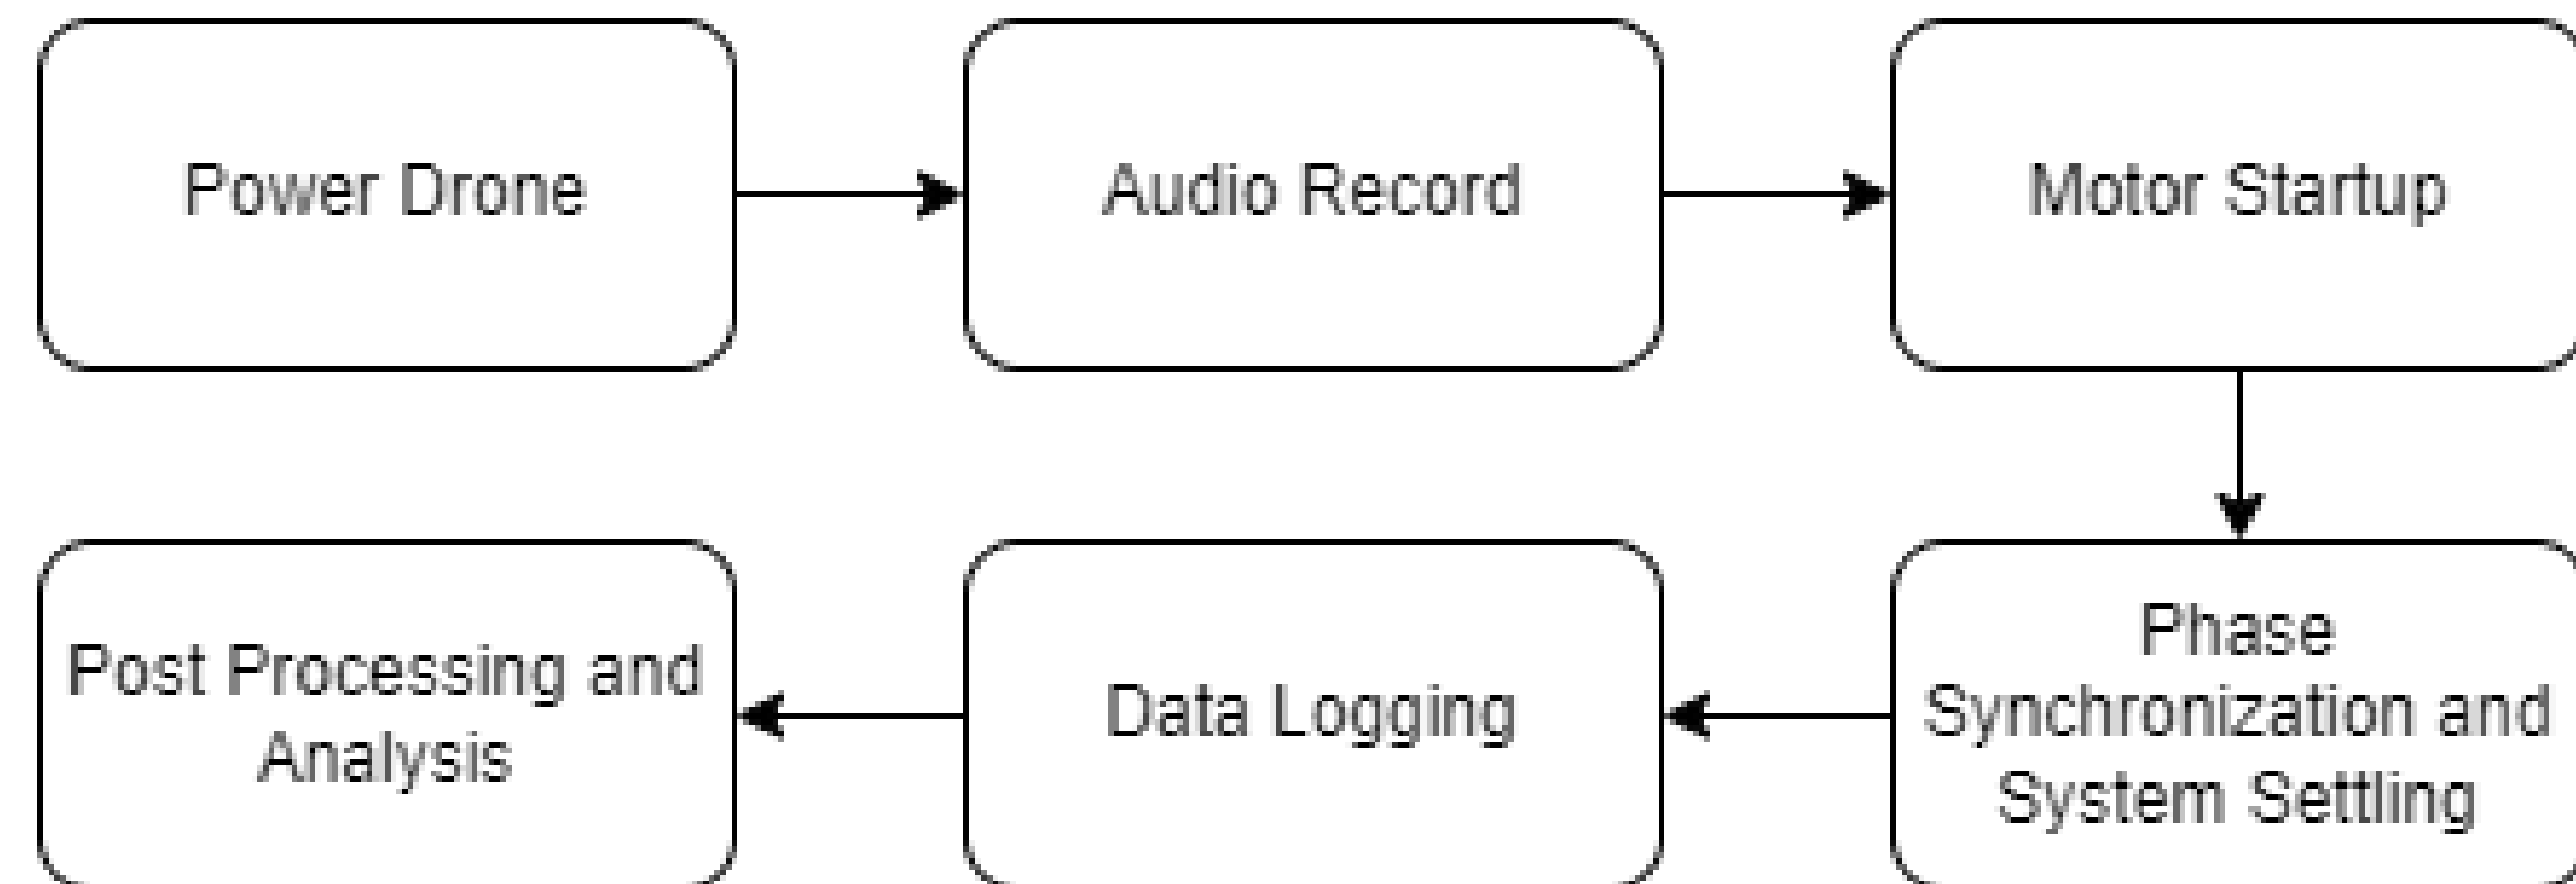 Power Drone
Audio Record
Motor Startup
Phase
Synchronization and
System Settling
Data Logging
Post Processing and
Analysis